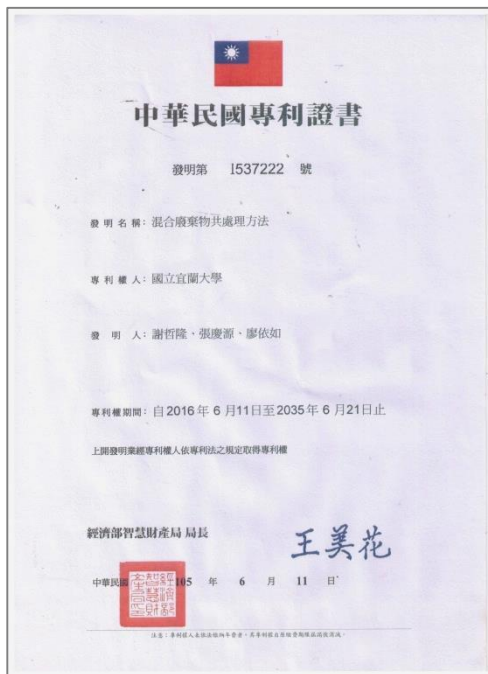 中華民國專利證書
發明第 I537222 號
發明名稱：混合廢棄物共處理方法
專利權人：國立宜蘭大學
發明人：謝哲隆、張慶源、廖依如
專利權期間：自2016年6月11日至2035年6月21日止
上開發明業經專利權人依專利法之規定取得專利權
經濟部智慧財產局 局長
王美花
中華民國 105 年 6 月 11 日